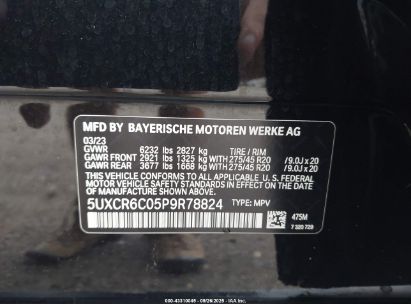 MFD BY BAYERISCHE MOTOREN WERKE AG
03/23
GVWR 6232 lbs 2827 kg TIRE / RIM
GAWR FRONT 2921 lbs 1325 kg WITH 275/45 R20 / 9.0J x 20
GAWR REAR 3677 lbs 1668 kg WITH 275/45 R20 / 9.0J x 20
THIS VEHICLE CONFORMS TO ALL APPLICABLE U. S. FEDERAL
MOTOR VEHICLE SAFETY AND THEFT PREVENTION STANDARDS IN
EFFECT ON THE DATE OF MANUFACTURE SHOWN ABOVE.
5UXCR6C05P9R78824 TYPE: MPV 475M
7 320 729